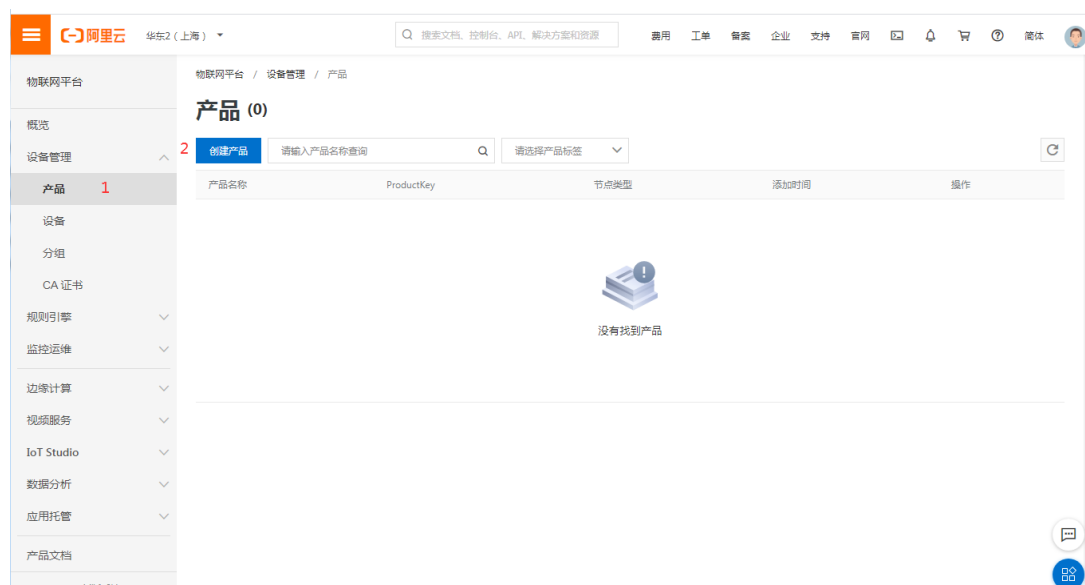 阿里云 华东2（上海） 搜索文档、控制台、API、解决方案和资源 费用 工单 备案 企业 支持 官网 简体
物联网平台
物联网平台 / 设备管理 / 产品
产品 (0)
概览
设备管理
2 创建产品 请输入产品名称查询 请选择产品标签
产品 1
产品名称 ProductKey 节点类型 添加时间 操作
设备
分组
CA 证书
规则引擎
没有找到产品
监控运维
边缘计算
视频服务
IoT Studio
数据分析
应用托管
产品文档